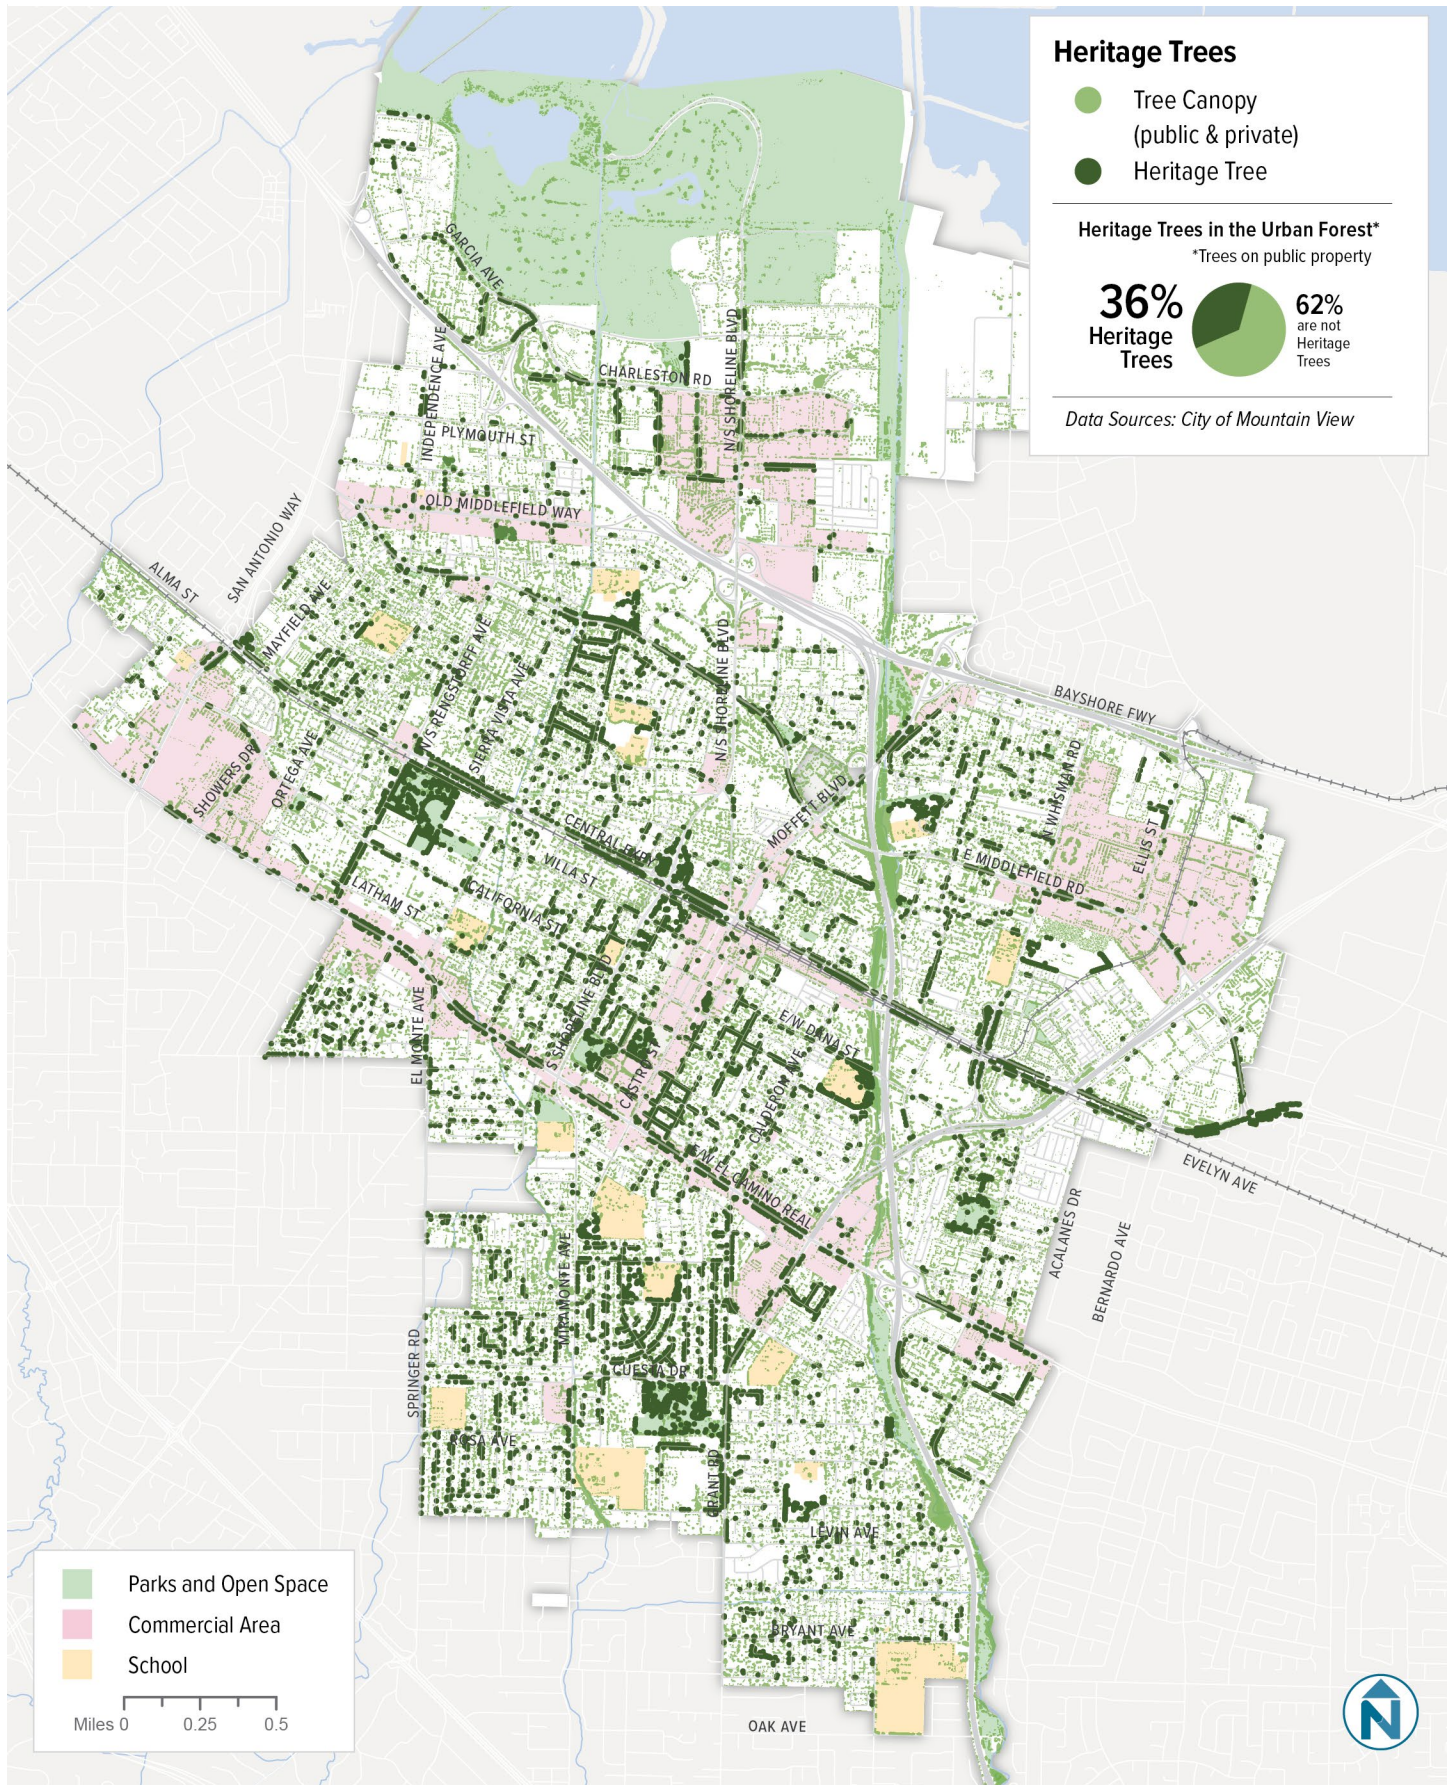 Heritage Trees
Tree Canopy
(public & private)
Heritage Tree
Heritage Trees in the Urban Forest*
*Trees on public property
36%
Heritage
Trees
62%
are not
Heritage
Trees
Data Sources: City of Mountain View
GARCIA AVE
INDEPENDENCE AVE
CHARLESTON RD
N/S SHORELINE BLVD
PLYMOUTH ST
OLD MIDDLEFIELD WAY
SAN ANTONIO WAY
ALMA ST
MAYFIELD AVE
N/S RENGSTORFF AVE
SIERRA VISTA AVE
N/S SHORELINE BLVD
BAYSHORE FWY
SHOWERS DR
ORTEGA AVE
MOFFETT BLVD
N WHISMAN RD
ELLIS ST
CENTRAL EXPY
VILLA ST
E MIDDLEFIELD RD
LATHAM ST
CALIFORNIA ST
S SHORELINE BLVD
EL MONTE AVE
CASTRO ST
E/W DANA ST
CALDERON AVE
E/W EL CAMINO REAL
EVELYN AVE
ACALANES DR
BERNARDO AVE
MIRAMONTE AVE
SPRINGER RD
CUESTA DR
ROSA AVE
GRANT RD
LEVIN AVE
BRYANT AVE
OAK AVE
Parks and Open Space
Commercial Area
School
Miles 0 0.25 0.5
N